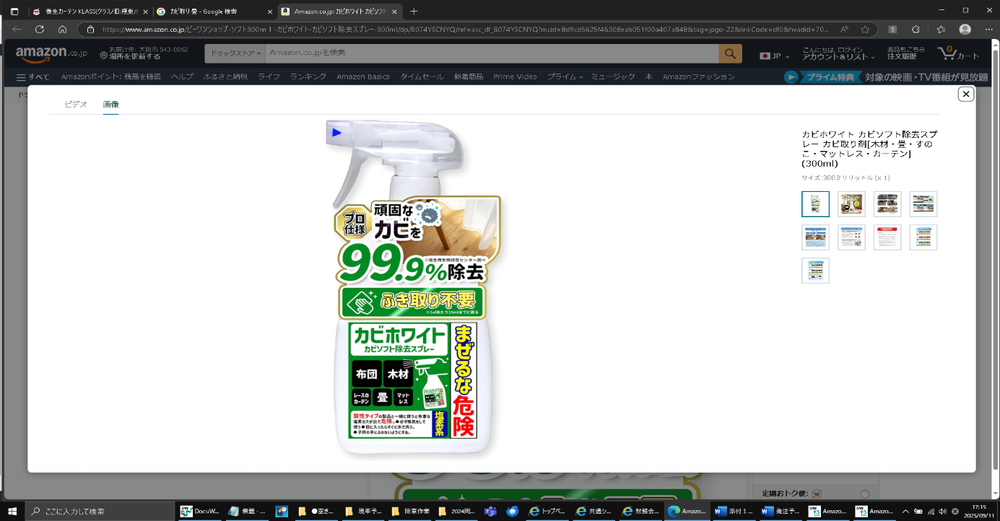 養生カーテン KLASS(クラス/旧:極東
カビ取り 畳 - Google 検索
Amazon.co.jp: カビホワイト カビソフト
https://www.amazon.co.jp/ビーワンショップ-ソフト300ml-カビホワイト-カビソフト除去スプレー-300ml/dp/B074YSCNYQ/ref=asc_df_B074YSCNYQ?mcid=8d9cd5625f46308eab051f00a407a848&tag=jpgo-22&linkCode=df0&hvadid=70...
amazon.co.jp
お届け先: 大阪市 543-0062
場所を更新する
ドラッグストア
Amazon.co.jpを検索
JP
こんにちは, ログイン
アカウント&リスト
返品もこちら
注文履歴
0
カート
すべて Amazonポイント: 残高を確認 ヘルプ ふるさと納税 ライフ ランキング Amazon Basics タイムセール 新着商品 Prime Video プライム ミュージック 本 Amazonファッション
プライム特典 対象の映画・TV番組が見放題
ビデオ 画像
プロ
仕様
頑固な
カビを
99.9%除去
※衛生微生物研究センター調べ
ふき取り不要
※1mlあたり15mlまでに限る
カビホワイト
カビソフト除去スプレー
布団 木材
レースの
カーテン
畳
マット
レス
酸性タイプの製品と一緒に使うと有害な
塩素ガスが出て危険。●必ず換気をして
使う●目に入ったらすぐに水で洗う。
●子供の手にふれないようにする。
塩素系
まぜるな
危険
カビホワイト カビソフト除去スプ
レー カビ取り剤[木材・畳・すの
こ・マットレス・カーテン]
(300ml)
サイズ:300ミリリットル (x 1)
定期おトク便:
ここに入力して検索
DocuW...
無題 - ...
●空き...
現年予...
除草作業
2024同...
トップペ...
共通シ...
財務会...
Amazo...
添付1...
発注予...
Amazo...
Amazo...
17:15
2025/09/11